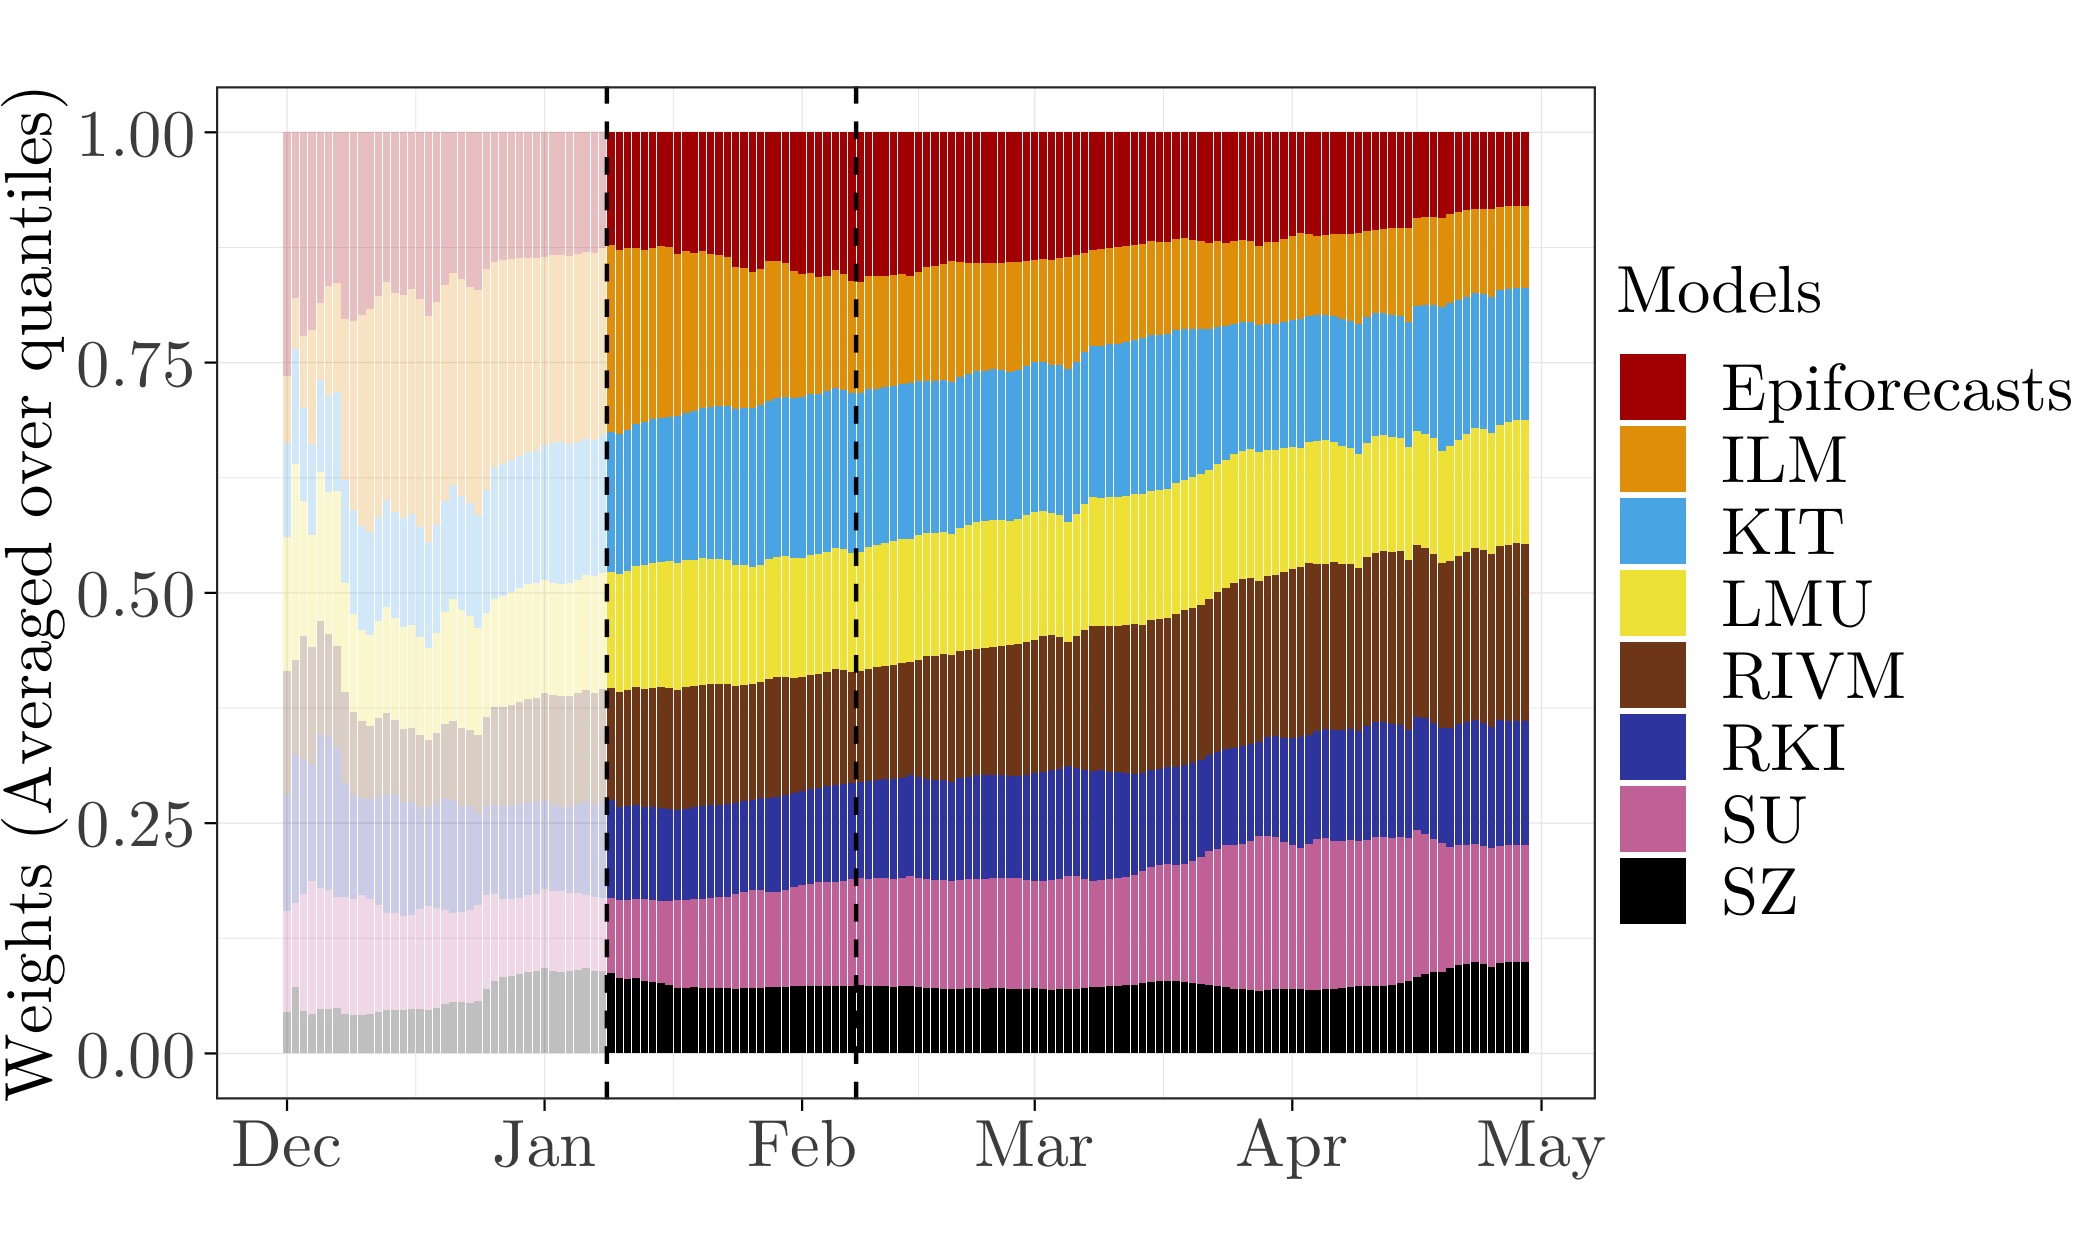 Weights (Averaged over quantiles)
1.00
0.75
0.50
0.25
0.00
Dec Jan Feb Mar Apr May
Models
Epiforecasts
ILM
KIT
LMU
RIVM
RKI
SU
SZ